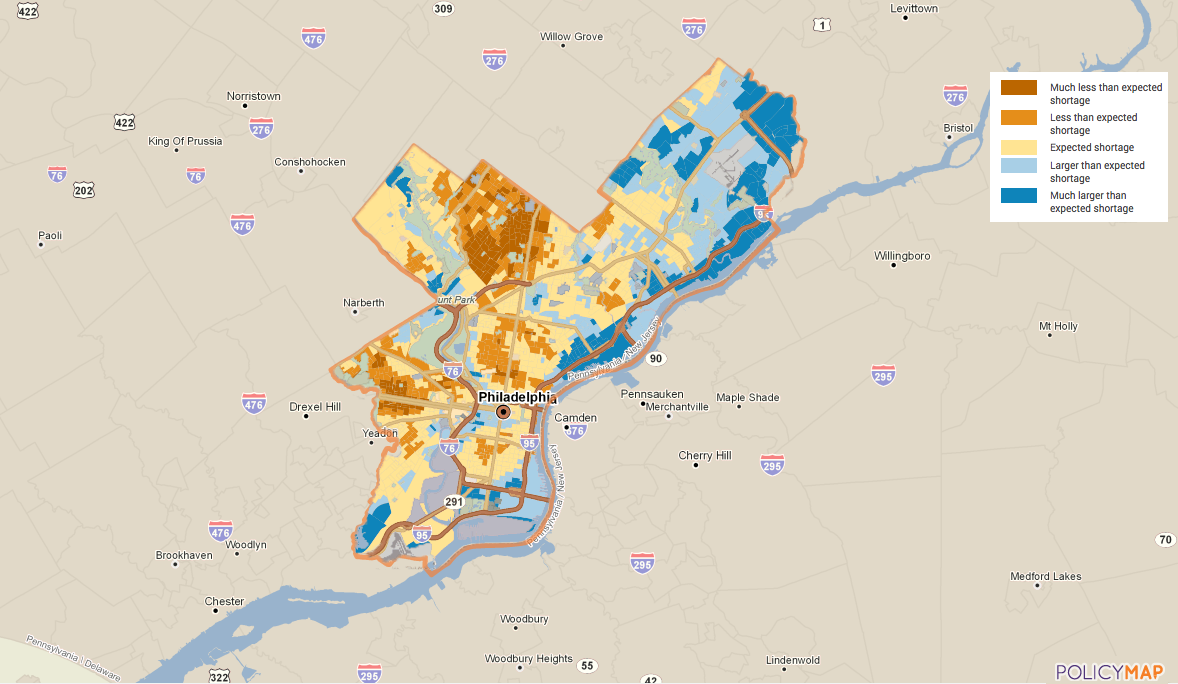 422
309
Levittown
476
276
1
Willow Grove
276
Norristown
276
422
276
Bristol
King Of Prussia
Conshohocken
76
76
202
476
Paoli
Willingboro
unt Park
Narberth
Mt Holly
Pennsylvania / New Jersey
90
76
295
Philadelphia
Pennsauken
Maple Shade
Merchantville
476
Drexel Hill
Camden
676
Yeadon
76
95
Cherry Hill
295
Pennsylvania / New Jersey
291
95
476
Woodlyn
Brookhaven
295
70
Medford Lakes
Chester
Woodbury
Pennsylvania \ Delaware
Woodbury Heights
55
Lindenwold
322
295
42
Much less than expected
shortage
Less than expected
shortage
Expected shortage
Larger than expected
shortage
Much larger than
expected shortage
POLICYMAP